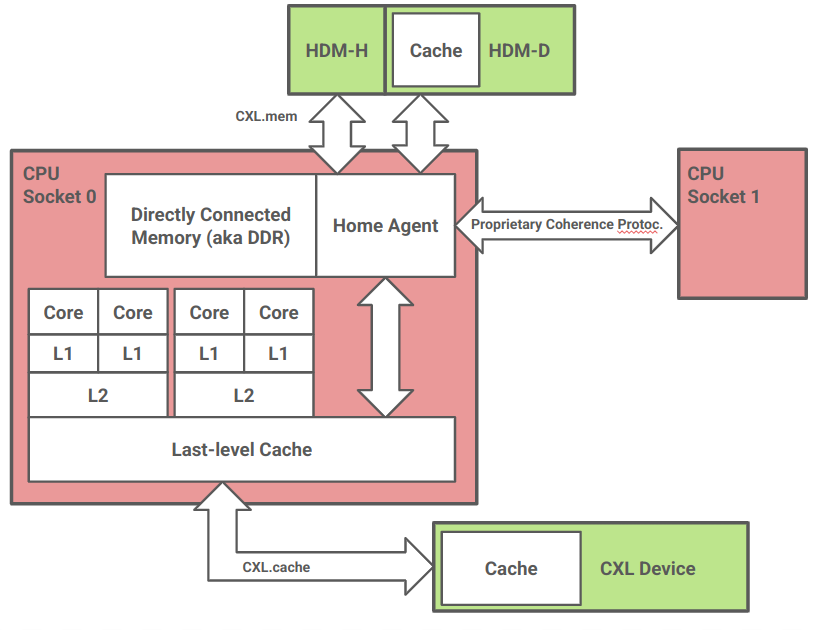 HDM-H
Cache
HDM-D
CXL.mem
CPU
Socket 0
Directly Connected
Memory (aka DDR)
Home Agent
Proprietary Coherence Protoc.
CPU
Socket 1
Core
Core
Core
Core
L1
L1
L1
L1
L2
L2
Last-level Cache
CXL.cache
Cache
CXL Device